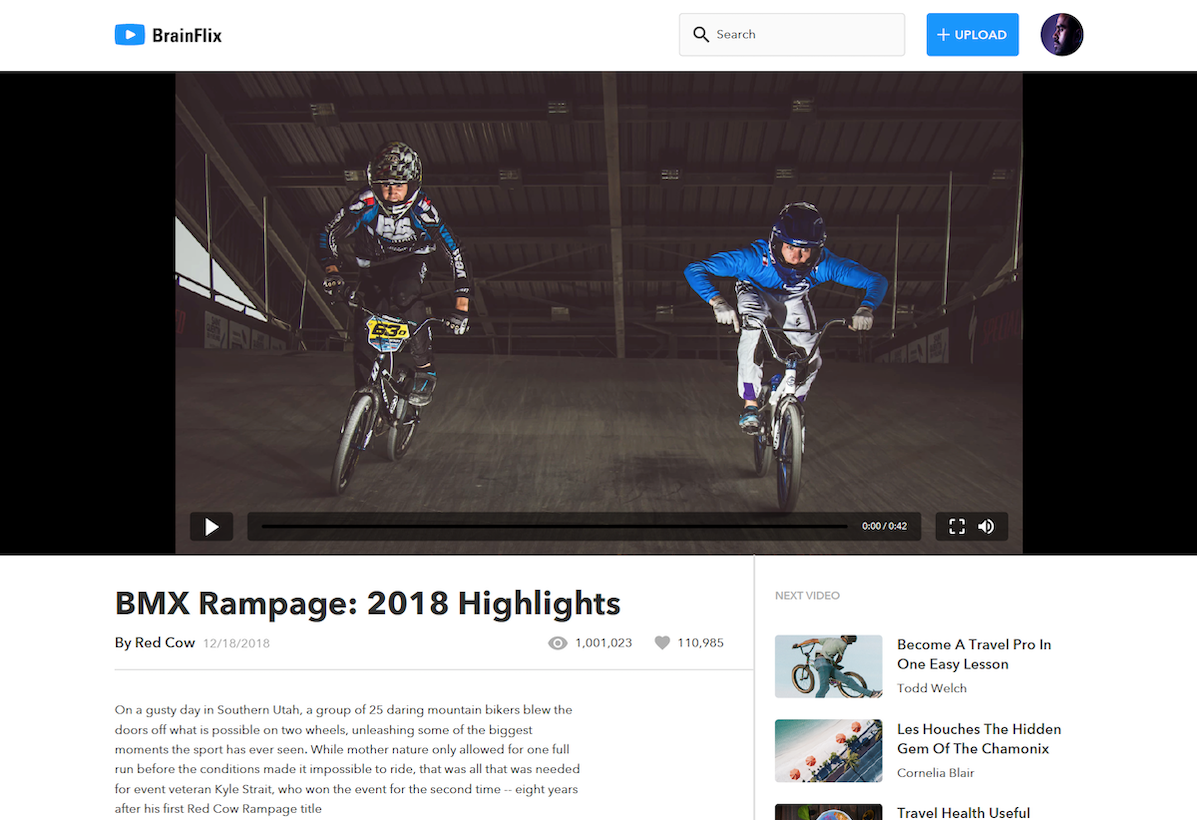 BrainFlix
Search
UPLOAD
630
0:00 / 0:42
BMX Rampage: 2018 Highlights
By Red Cow 12/18/2018
1,001,023
110,985
On a gusty day in Southern Utah, a group of 25 daring mountain bikers blew the
doors off what is possible on two wheels, unleashing some of the biggest
moments the sport has ever seen. While mother nature only allowed for one full
run before the conditions made it impossible to ride, that was all that was needed
for event veteran Kyle Strait, who won the event for the second time -- eight years
after his first Red Cow Rampage title
NEXT VIDEO
Become A Travel Pro In
One Easy Lesson
Todd Welch
Les Houches The Hidden
Gem Of The Chamonix
Cornelia Blair
Travel Health Useful